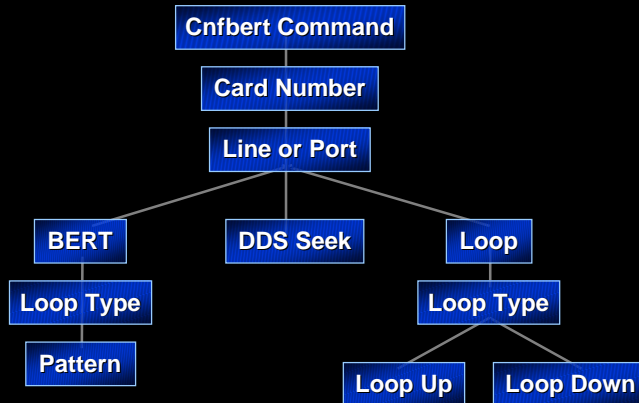 Cnfbert Command
Card Number
Line or Port
BERT
DDS Seek
Loop
Loop Type
Loop Type
Pattern
Loop Up
Loop Down